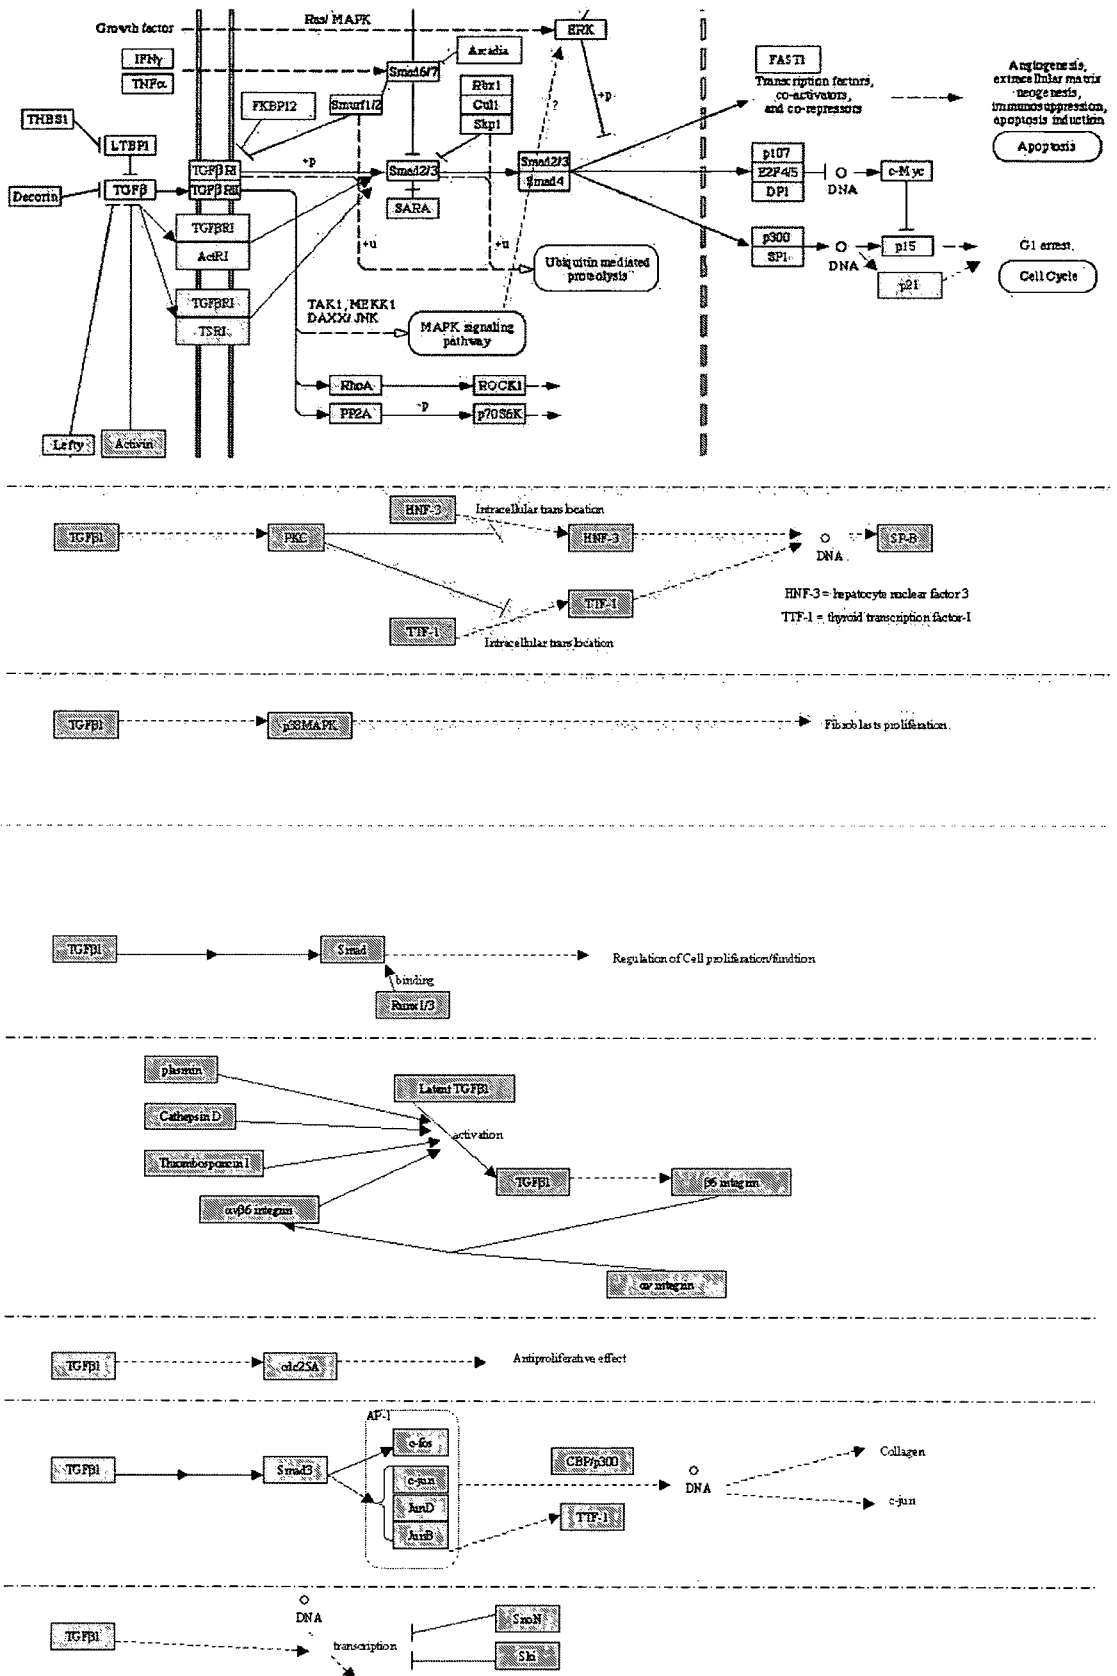 Growth factor
Ras/ MAPK
ERK
IFNγ
TNFα
Smad6/7
Arcadia
FAST1
Transcription factors,
co-activators,
and co-repressors
Angiogenesis,
extracellular matrix
neogenesis,
immunosuppression,
apoptosis induction
Apoptosis
THBS1
FKBP12
Smurf1/2
Rbx1
Cul1
Skp1
?
+p
LTBP1
Decorin
TGFβ
TGFβRI
TGFβRII
+p
Smad2/3
SARA
Smad2/3
Smad4
p107
E2F4/5
DP1
DNA
c-Myc
TGFβRI
ActRI
+u
+u
Ubiquitin mediated
proteolysis
p300
SP1
DNA
p15
p21
G1 arrest
Cell Cycle
TGFβRI
TSRI
TAK1, MEKK1
DAXX/ JNK
MAPK signaling
pathway
RhoA
ROCK1
PP2A
-p
p70S6K
Lefty
Activin
HNF-3
Intracellular translocation
TGFβ1
PKC
HNF-3
DNA
SP-B
TTF-1
TTF-1
Intracellular translocation
HNF-3 = hepatocyte nuclear factor 3
TTF-1 = thyroid transcription factor-1
TGFβ1
p38MAPK
Fibroblasts proliferation
TGFβ1
Smad
Regulation of Cell proliferation/fundtion
binding
Runx1/3
plasmin
Latent TGFβ1
Cathepsin D
activation
Thrombosponcin1
TGFβ1
β6 integrin
αvβ6 integrin
αv integrin
TGFβ1
cdc25A
Antiproliferative effect
AP-1
c-fos
TGFβ1
Smad3
c-jun
JunD
JunB
CBP/p300
TTF-1
DNA
Collagen
c-jun
DNA
TGFβ1
transcription
SnoN
Ski